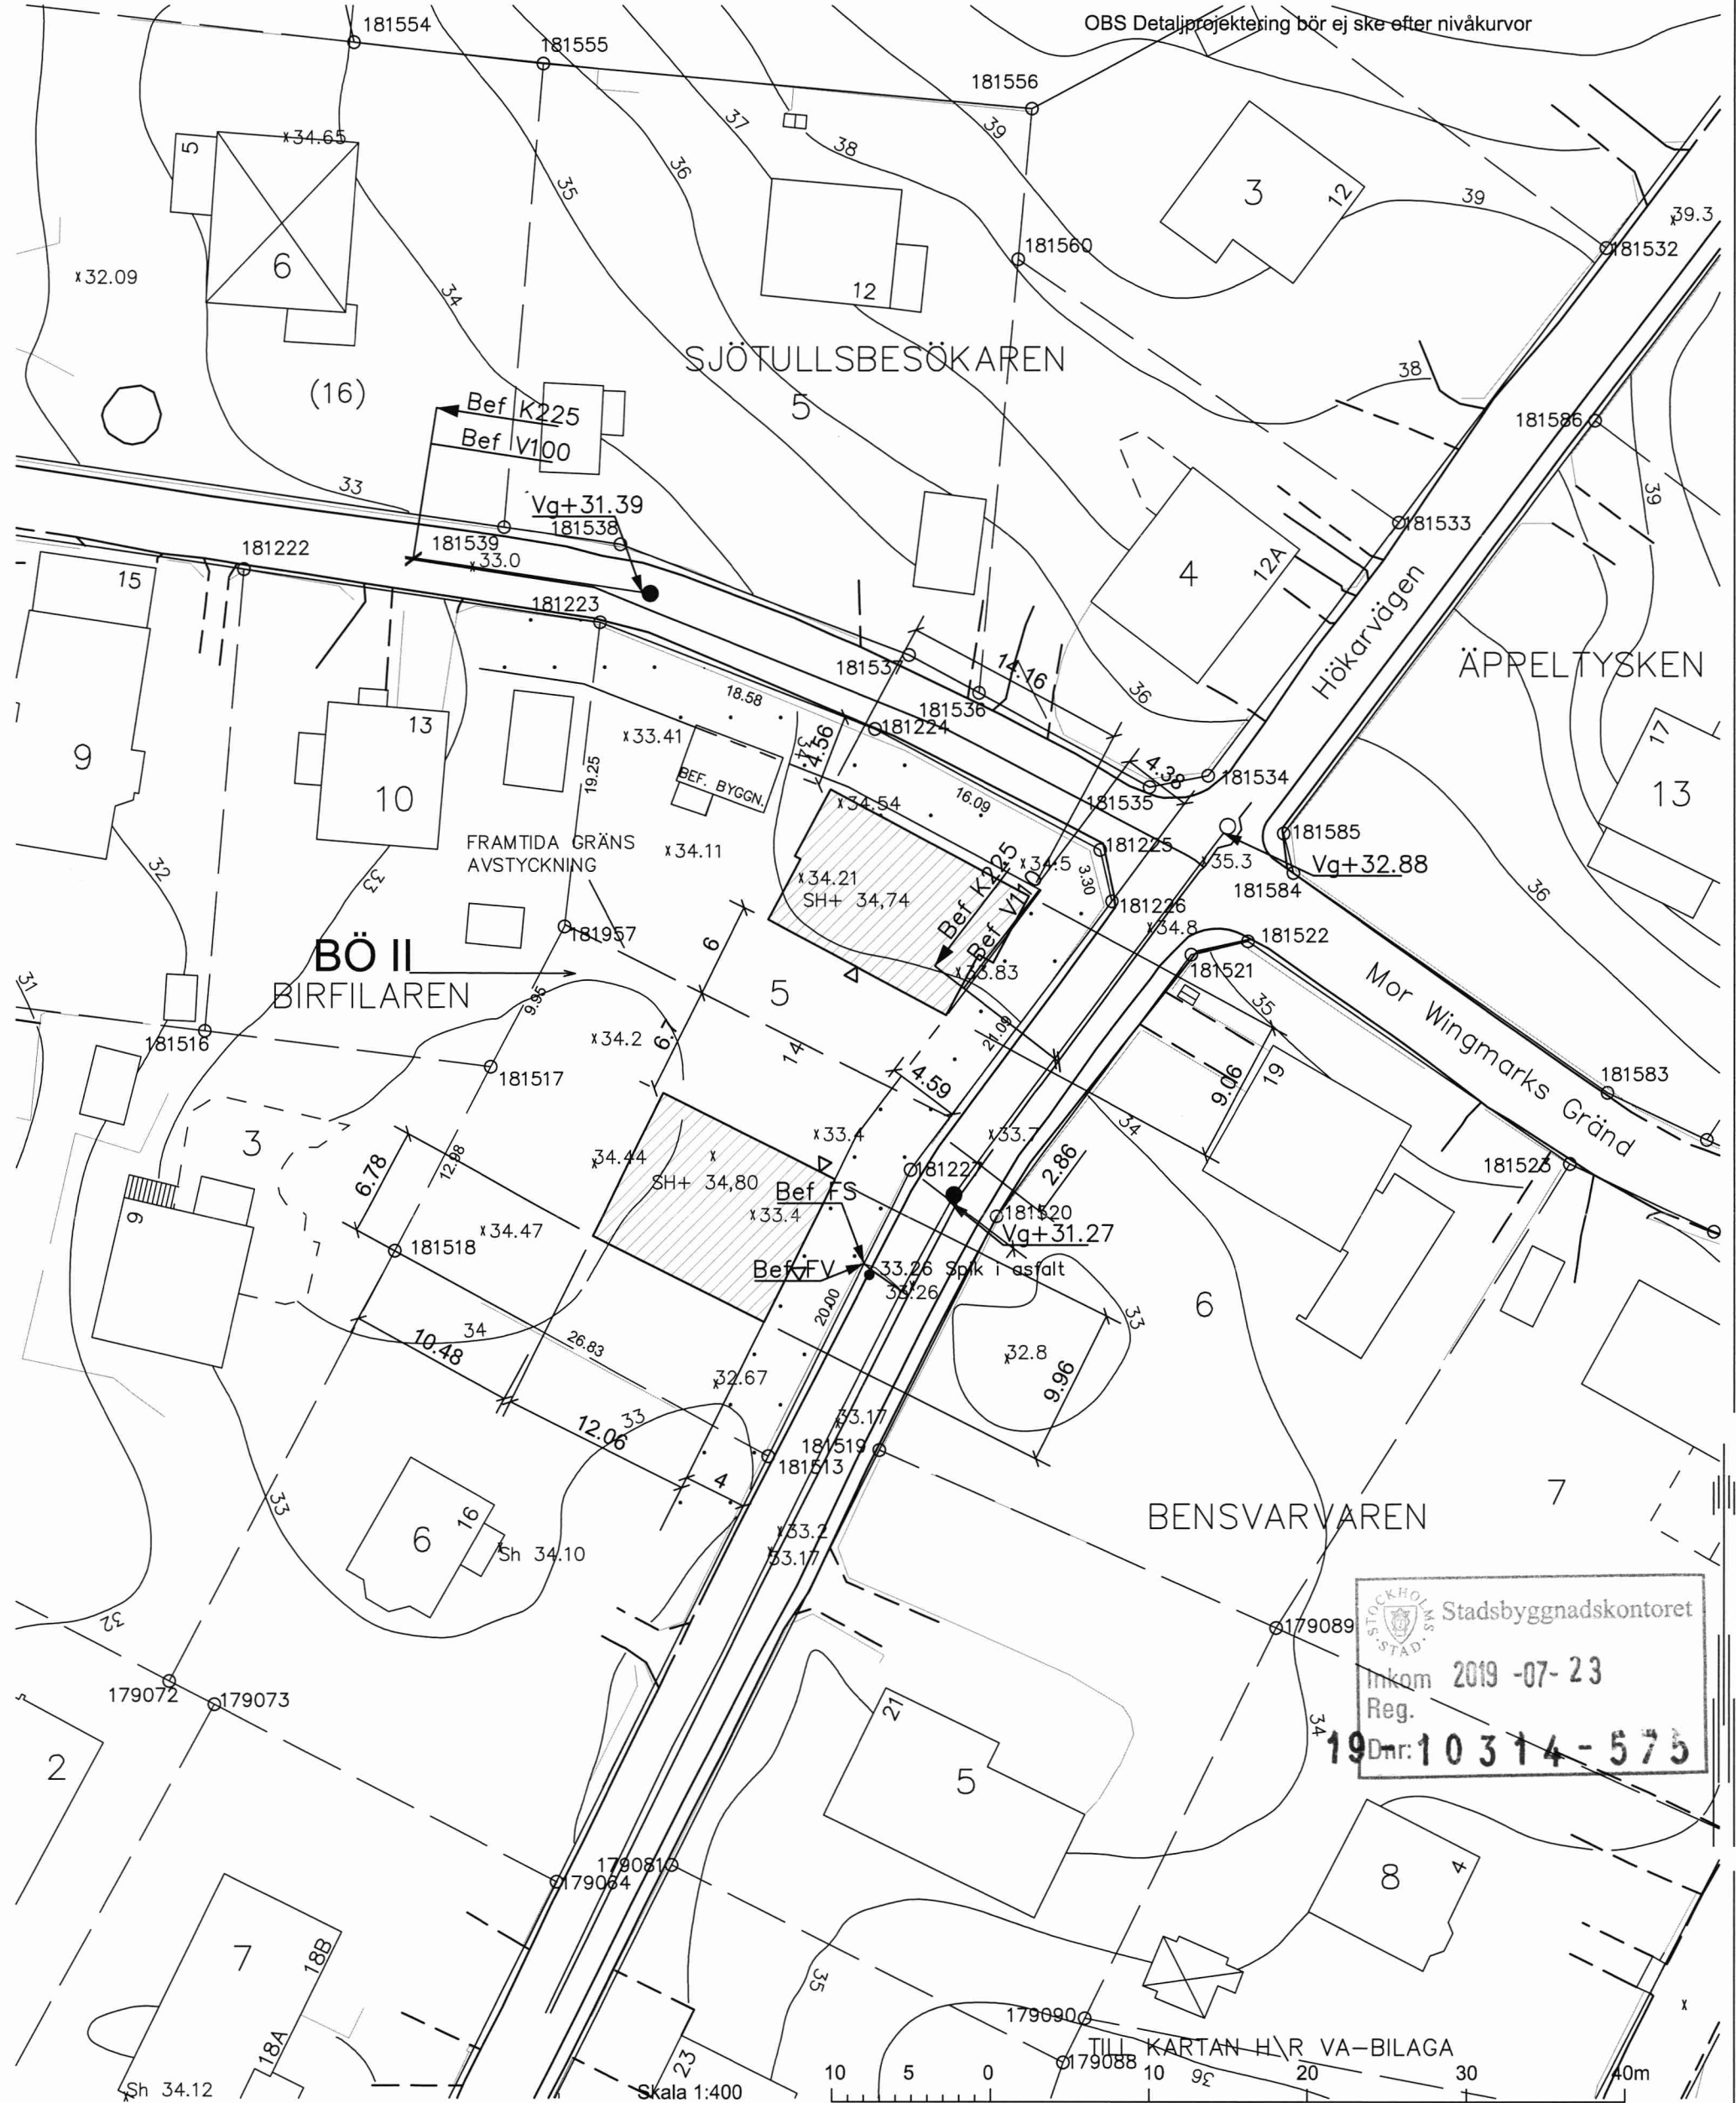 OBS Detaljprojektering bör ej ske efter nivåkurvor
181554
181555
181556
x34.65
5
37
38
39
3
12
39
39.3
36
35
181532
181560
6
x32.09
34
12
SJÖTULLSBESÖKAREN
5
38
(16)
Bef K225
Bef V100
181586
33
39
Vg+31.39
181538
181539
x33.0
181222
181533
15
12A
4
Hökarvägen
181223
ÄPPELTYSKEN
14.16
181537
36
18.58
181536
181224
17
13
x33.41
4.56
9
19.25
BEF. BYGGN.
4.38
181534
10
x34.54
16.09
181535
13
FRAMTIDA GRÄNS
AVSTYCKNING
x34.11
181225
181585
x34.5
x35.3
Vg+32.88
32
33
x34.21
SH+ 34,74
Bef K225
Bef V110
3.30
181584
36
181226
x34.8
181957
6
181522
BÖ II
BIRFILAREN
x33.83
181521
31
5
9.95
35
Mor Wingmarks Gränd
x34.2
6.7
14
21.09
181516
181517
4.59
9.06
19
181583
34
3
x33.4
x33.7
6.78
12.98
x34.44
SH+ 34,80
181227
2.86
181523
Bef FS
9
x33.4
181520
x34.47
Vg+31.27
181518
Bef FV
33.26 Spik i asfalt
33.26
6
33
20.00
34
10.48
26.83
32.8
x32.67
9.96
12.06
33
33.17
181519
181513
4
7
BENSVARVAREN
33
16
6
x33.2
Sh 34.10
33.17
STOCKHOLMS STAD
Stadsbyggnadskontoret
32
179089
Inkom 2019 -07- 23
Reg.
179072
179073
34
21
19-Dnr: 10314-575
2
5
179081
179064
8
4
7
18B
35
179090
18A
TILL KARTAN H\R VA-BILAGA
23
179088
36
Sh 34.12
Skala 1:400
10 5 0 10 20 30 40m